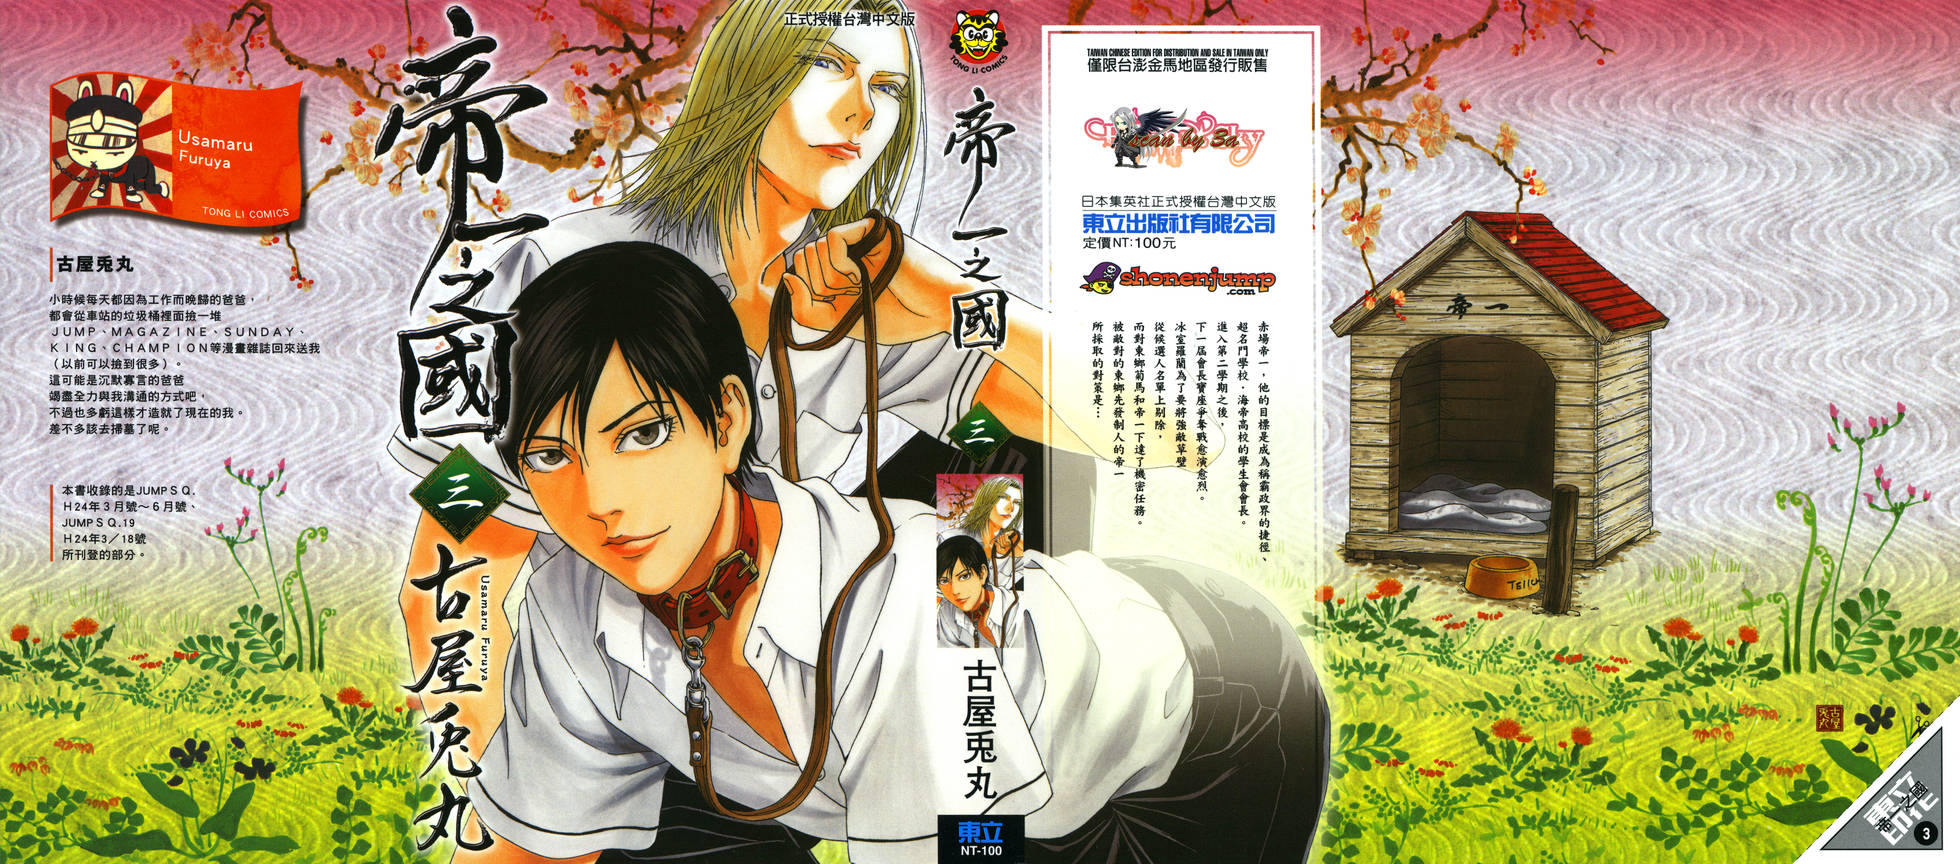 Usamaru
Furuya
TONG LI COMICS
古屋兎丸
小時候每天都因為工作而晚歸的爸爸，
都會從車站的垃圾桶裡面撿一堆
JUMP、MAGAZINE、SUNDAY、
KING、CHAMPION等漫畫雜誌回來送我
（以前可以撿到很多）。
這可能是沉默寡言的爸爸
竭盡全力與我溝通的方式吧，
不過也多虧這樣才造就了現在的我。
差不多該去掃墓了呢。
本書收錄的是JUMP S Q.
H24年3月號～6月號、
JUMP S Q.19
H24年3／18號
所刊登的部分。
正式授權台灣中文版
帝一之國
三
古屋兎丸
Usamaru Furuya
TONG LI COMICS
帝一之國
三
古屋兎丸
東立
NT-100
TAIWAN CHINESE EDITION FOR DISTRIBUTION AND SALE IN TAIWAN ONLY
僅限台澎金馬地區發行販售
scan by 3a
日本集英社正式授權台灣中文版
東立出版社有限公司
定價NT:100元
shonenjump
.com
赤場帝一，他的目標是成為稱霸政界的捷徑、
超名門學校·海帝高校的學生會會長。
進入第二學期之後，
下一屆會長寶座爭奪戰愈演愈烈。
冰室羅蘭為了要將強敵草壁
從候選人名單上剔除，
而對東鄉菊馬和帝一下達了機密任務。
被敵對的東鄉先發制人的帝一
所採取的對策是…
帝一
TEIICHI
古屋兎丸
帝一之國
東立
印花
3